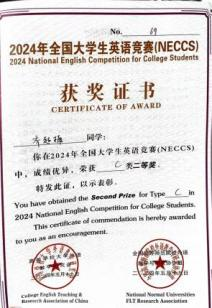 No. 69
2024年全国大学生英语竞赛(NECCS)
2024 National English Competition for College Students
获奖证书
CERTIFICATE OF AWARD
同学:
你在2024年全国大学生英语竞赛(NECCS)
中,成绩优异,荣获 C 类二等奖。
特发此证,以示表彰。
You have obtained the Second Prize for Type C in
2024 National English Competition for College Students.
This certificate of commendation is hereby awarded
to you as an encouragement.
College English Teaching &
Research Association of China
National Normal Universities
FLT Research Association